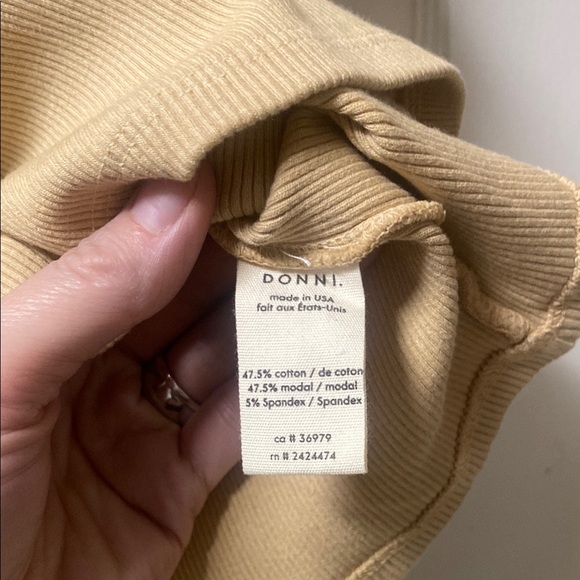 DONNI.
made in USA
fait aux États-Unis
47.5% cotton / de coton
47.5% modal / modal
5% Spandex / Spandex
ca # 36979
rn # 2424474